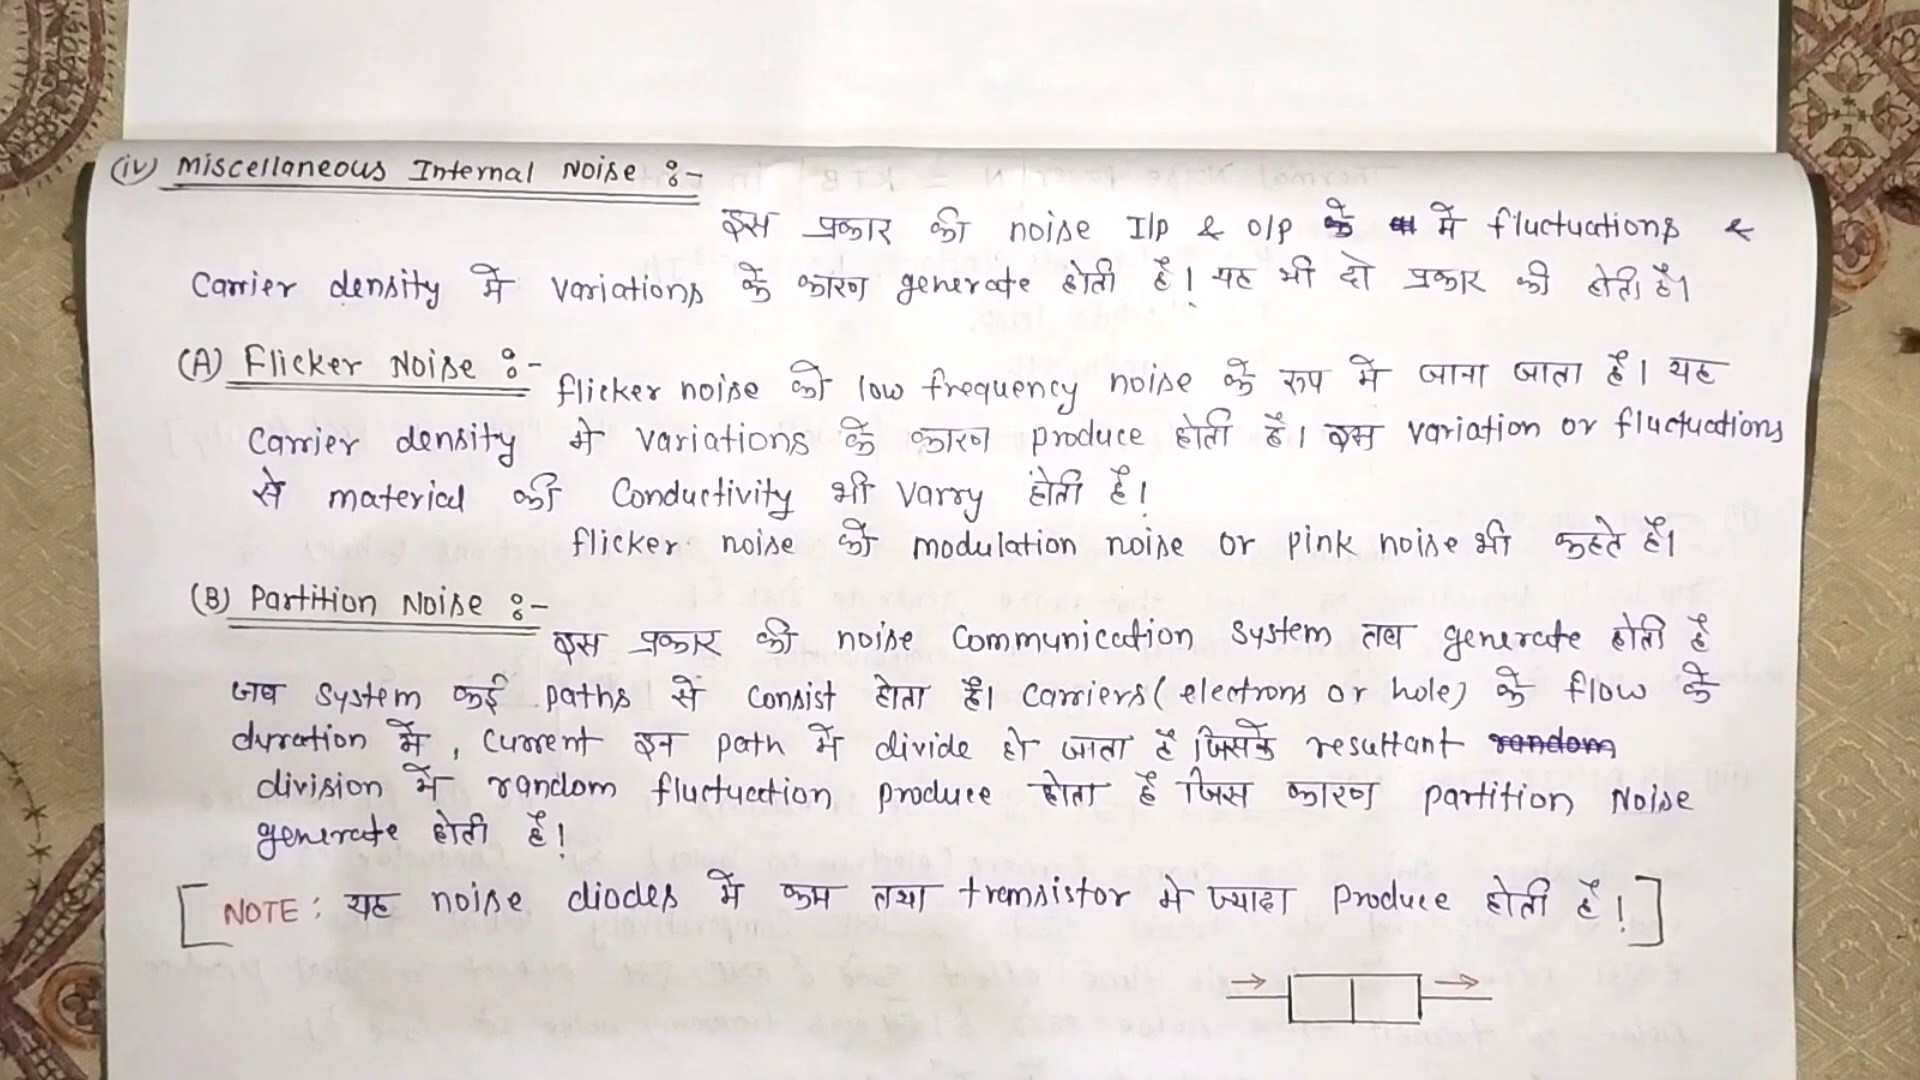 (iv) Miscellaneous Internal Noise :-
इस प्रकार की noise I/p & o/p के में fluctuations &
Carrier density में variations के कारण generate होती है। यह भी दो प्रकार की होती है।
(A) Flicker Noise :- flicker noise को low frequency noise के रूप में जाना जाता है। यह
Carrier density में variations के कारण produce होती है। इस variation or fluctuations
से material की Conductivity भी varry होती है।
flicker noise को modulation noise or pink noise भी कहते है।
(B) Partition Noise :-
इस प्रकार की noise Communication System तब generate होती है
जब System कई paths से consist होता है। Carriers (electrons or hole) के flow के
duration में, Current इन path में divide हो जाता है जिसके resultant random
division में random fluctuation produce होता है जिस कारण partition Noise
generate होती है।
[NOTE: यह noise diodes में कम तथा transistor में ज्यादा produce होती है।]